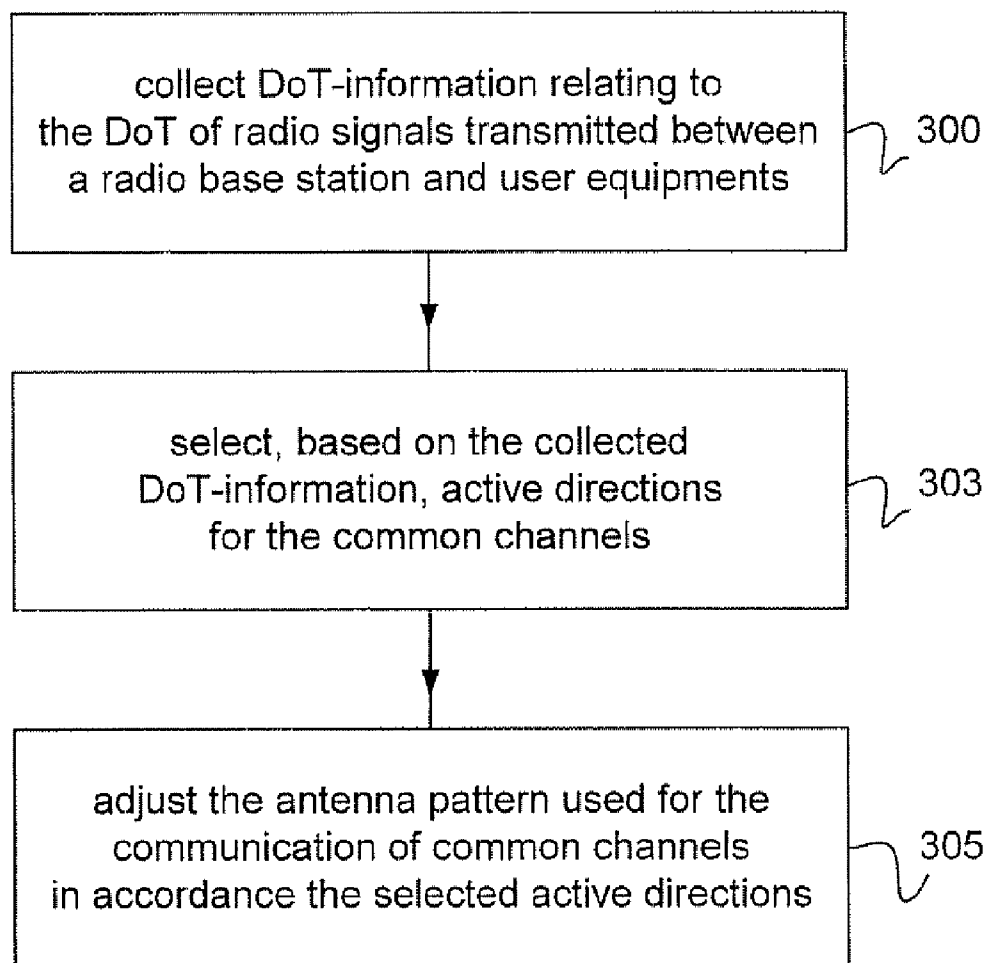 collect DoT-information relating to
the DoT of radio signals transmitted between
a radio base station and user equipments
300
select, based on the collected
DoT-information, active directions
for the common channels
303
adjust the antenna pattern used for the
communication of common channels
in accordance the selected active directions
305